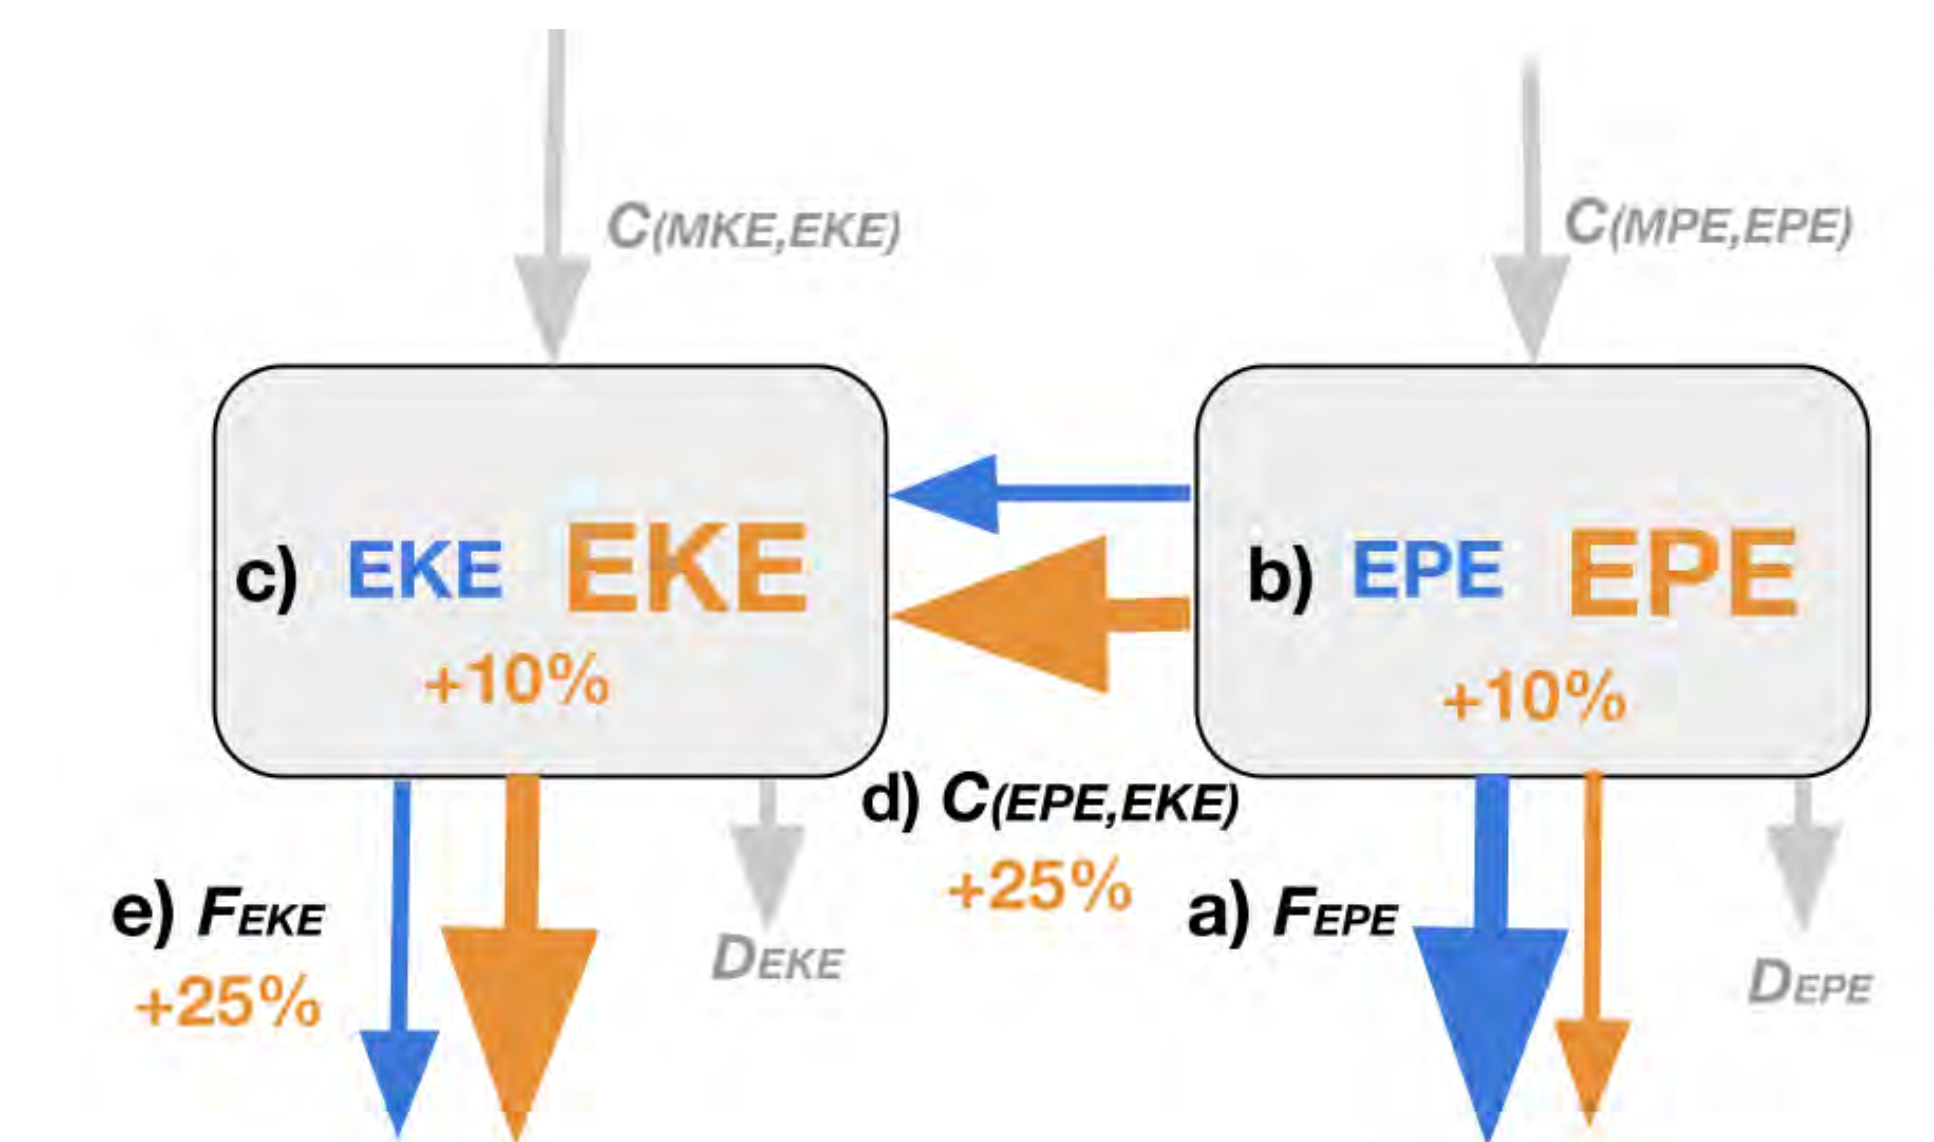 C(MKE,EKE)
C(MPE,EPE)
c) EKE EKE
+10%
b) EPE EPE
+10%
d) C(EPE,EKE)
+25%
e) FEKE
+25%
DEKE
a) FEPE
DEPE